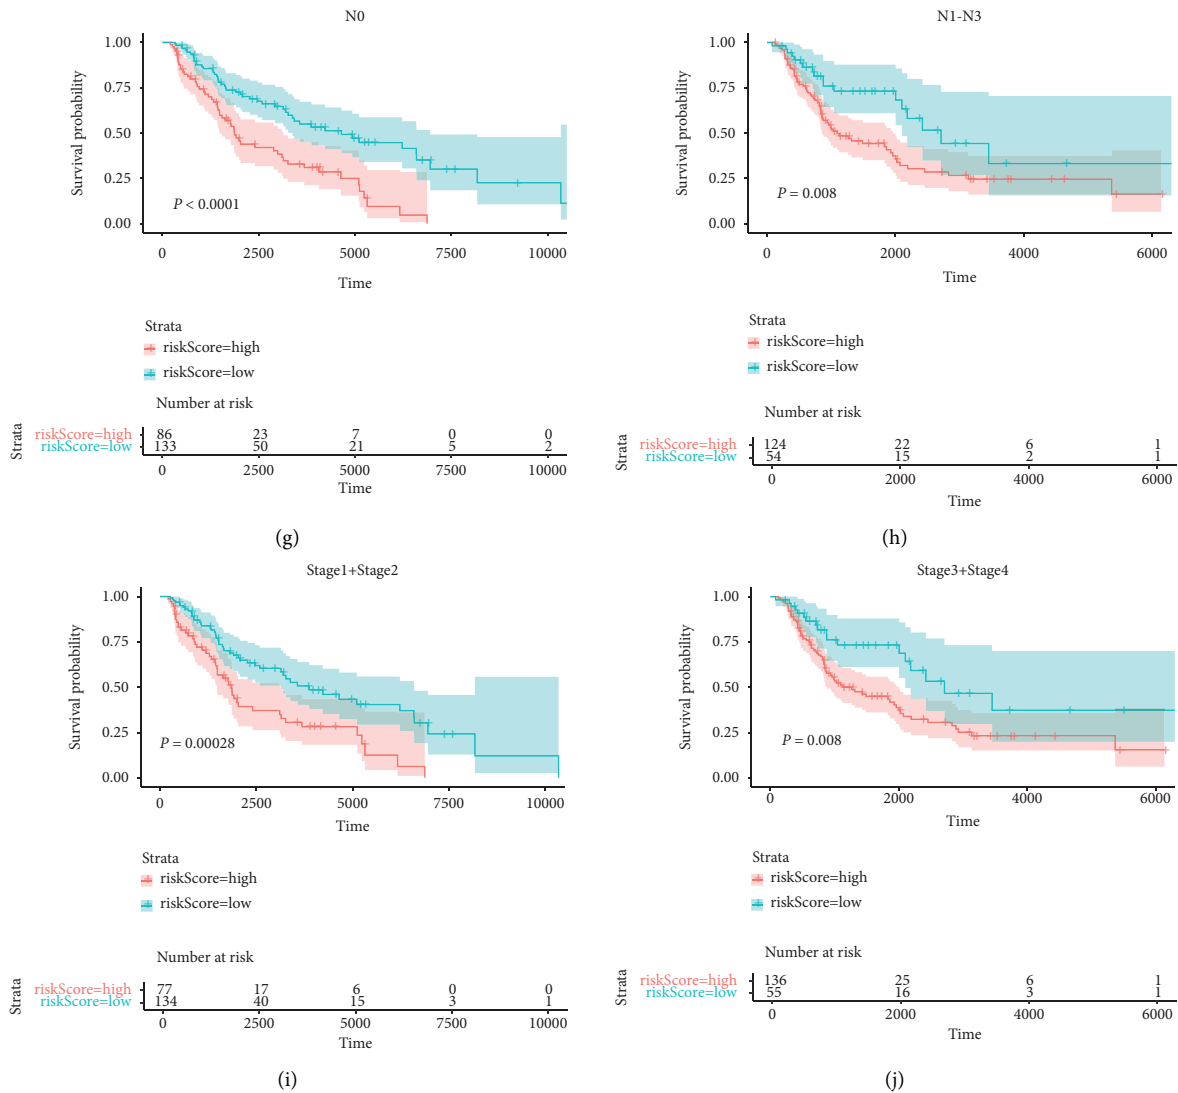 N0
1.00
0.75
0.50
0.25
0.00
Survival probability
P < 0.0001
0 2500 5000 7500 10000
Time
Strata
riskScore=high
riskScore=low
Number at risk
Strata
riskScore=high 86 23 7 0 0
riskScore=low 133 50 21 5 2
0 2500 5000 7500 10000
Time
(g)
N1-N3
1.00
0.75
0.50
0.25
0.00
Survival probability
P = 0.008
0 2000 4000 6000
Time
Strata
riskScore=high
riskScore=low
Number at risk
Strata
riskScore=high 124 22 6 1
riskScore=low 54 15 2 1
0 2000 4000 6000
Time
(h)
Stage1+Stage2
1.00
0.75
0.50
0.25
0.00
Survival probability
P = 0.00028
0 2500 5000 7500 10000
Time
Strata
riskScore=high
riskScore=low
Number at risk
Strata
riskScore=high 77 17 6 0 0
riskScore=low 134 40 15 3 1
0 2500 5000 7500 10000
Time
(i)
Stage3+Stage4
1.00
0.75
0.50
0.25
0.00
Survival probability
P = 0.008
0 2000 4000 6000
Time
Strata
riskScore=high
riskScore=low
Number at risk
Strata
riskScore=high 136 25 6 1
riskScore=low 55 16 3 1
0 2000 4000 6000
Time
(j)